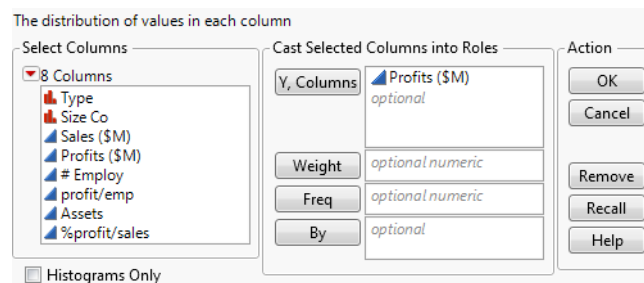 The distribution of values in each column
Select Columns
8 Columns
Type
Size Co
Sales ($M)
Profits ($M)
# Employ
profit/emp
Assets
%profit/sales
Histograms Only
Cast Selected Columns into Roles
Y, Columns
Profits ($M)
optional
Weight
optional numeric
Freq
optional numeric
By
optional
Action
OK
Cancel
Remove
Recall
Help